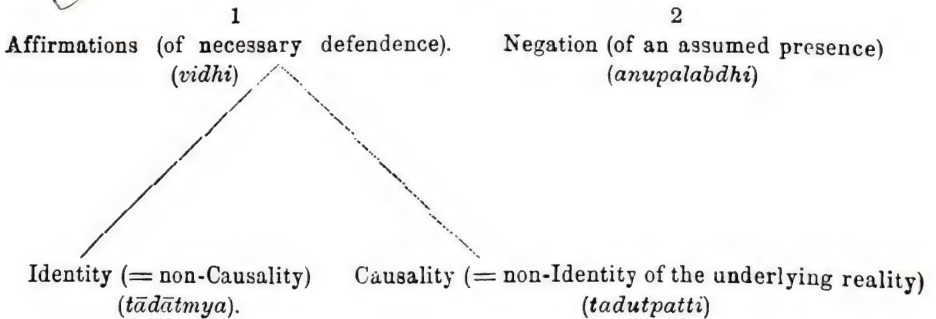 1 2
Affirmations (of necessary defendence). Negation (of an assumed presence)
(vidhi) (anupalabdhi)
Identity (= non-Causality) Causality (= non-Identity of the underlying reality)
(tādātmya). (tadutpatti)